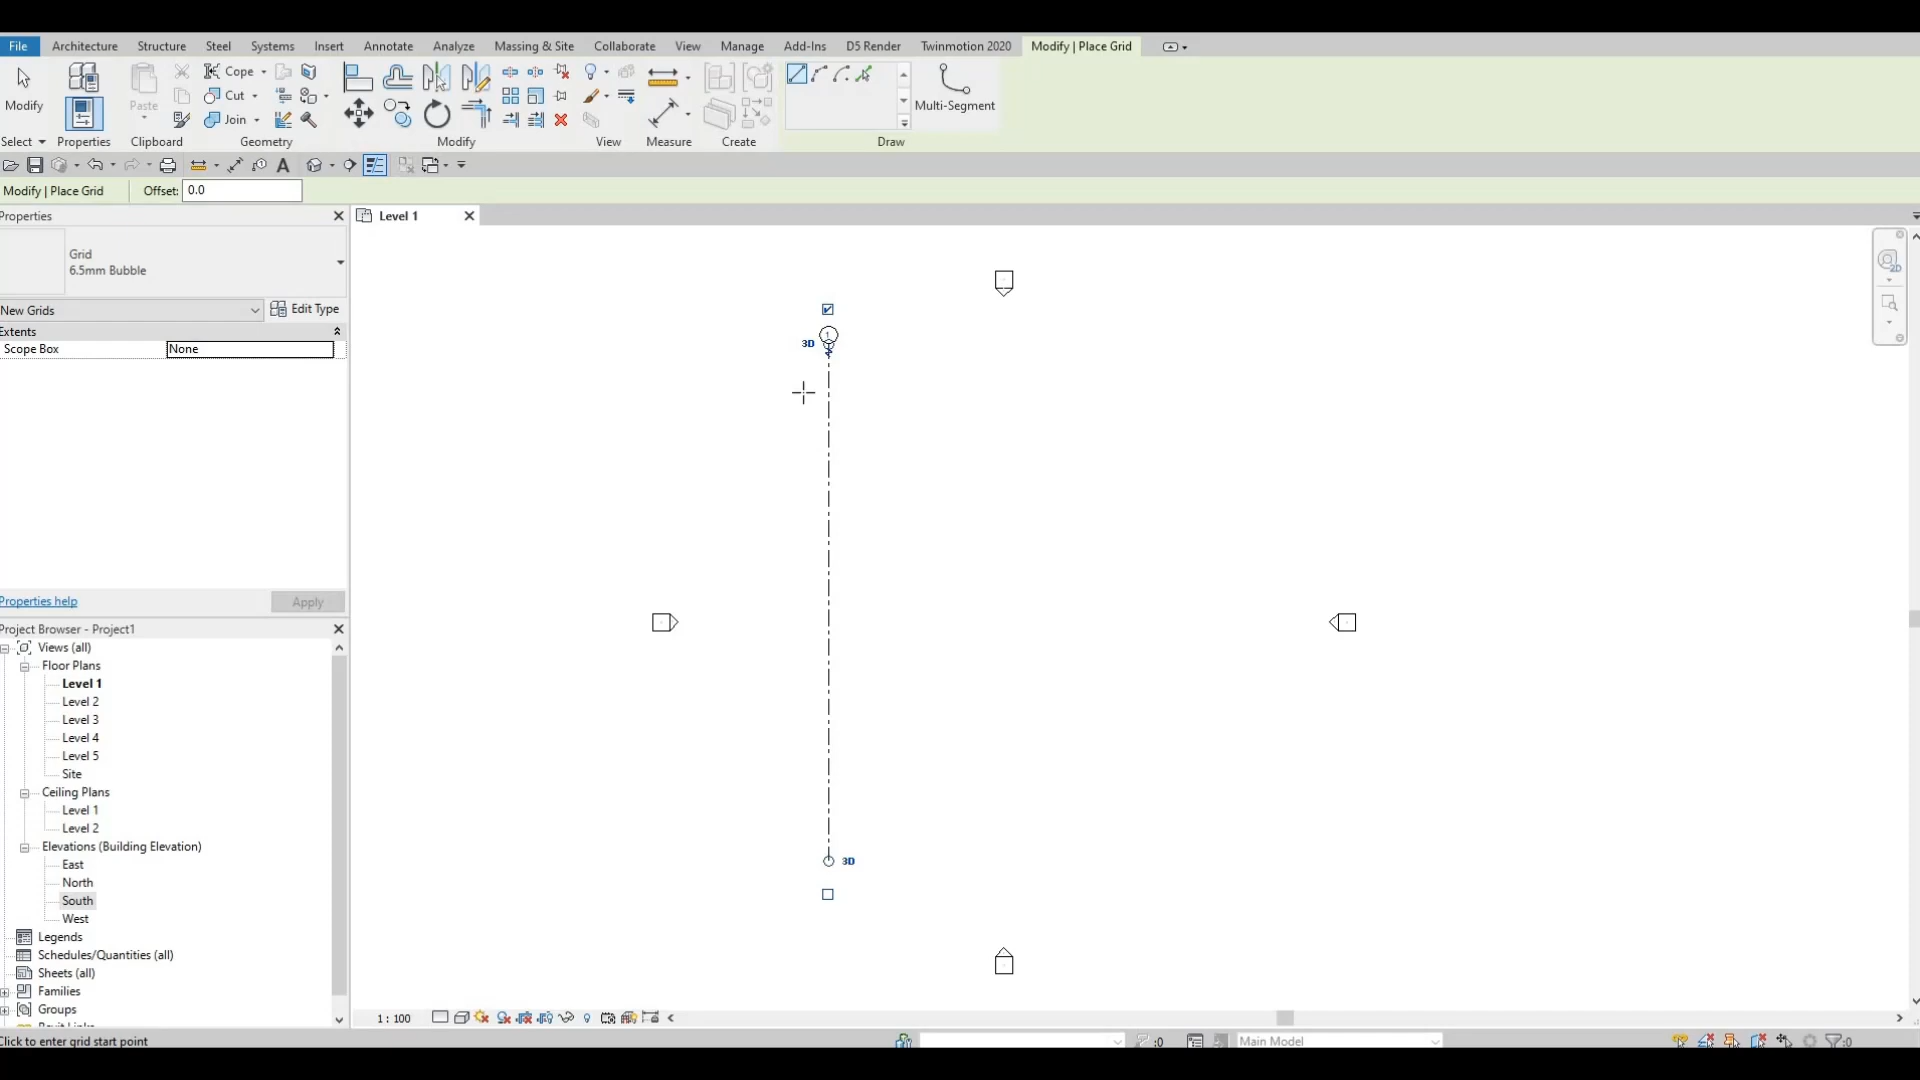 File Architecture Structure Steel Systems Insert Annotate Analyze Massing & Site Collaborate View Manage Add-Ins D5 Render Twinmotion 2020 Modify | Place Grid
Cope
Cut
Join
Modify Paste Multi-Segment
Select Properties Clipboard Geometry Modify View Measure Create Draw
Modify | Place Grid Offset: 0.0
Properties
Level 1
Grid
6.5mm Bubble
New Grids Edit Type
Extents
Scope Box None
3D
3D
2D
Properties help Apply
Project Browser - Project1
Views (all)
Floor Plans
Level 1
Level 2
Level 3
Level 4
Level 5
Site
Ceiling Plans
Level 1
Level 2
Elevations (Building Elevation)
East
North
South
West
Legends
Schedules/Quantities (all)
Sheets (all)
Families
Groups
1 : 100
Click to enter grid start point :0 Main Model :0